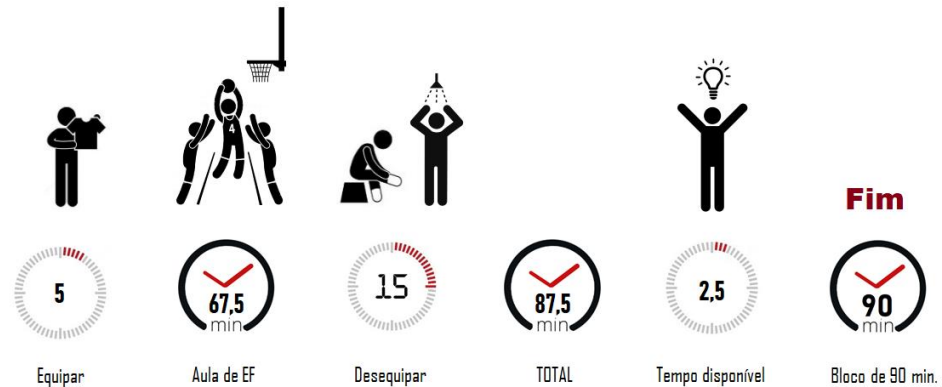 4
Fim
5
67,5
min
15
87,5
min
2,5
90
min
Equipar
Aula de EF
Desequipar
TOTAL
Tempo disponível
Bloco de 90 min.